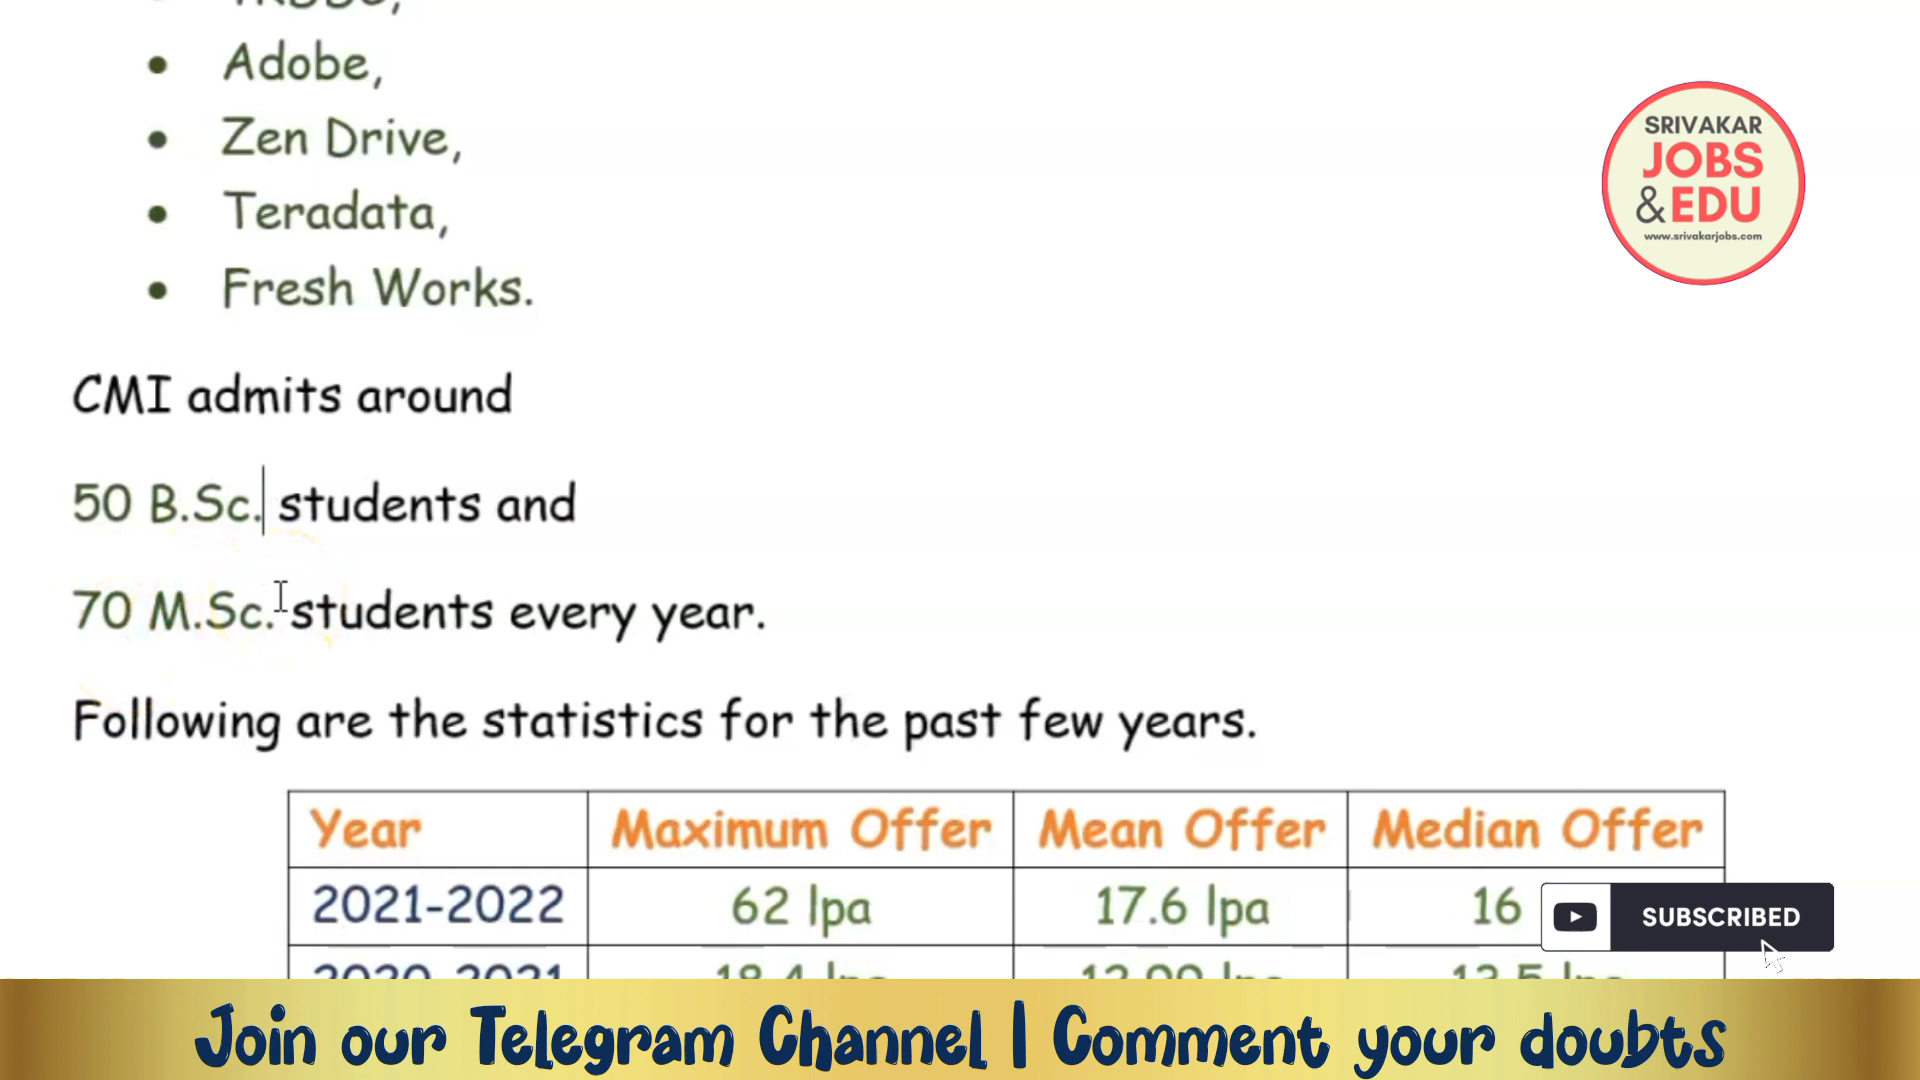 Adobe,
Zen Drive,
Teradata,
Fresh Works.
SRIVAKAR
JOBS
&EDU
www.srivakarjobs.com
CMI admits around
50 B.Sc. students and
70 M.Sc. students every year.
Following are the statistics for the past few years.
Year Maximum Offer Mean Offer Median Offer
2021-2022 62 lpa 17.6 lpa 16
SUBSCRIBED
Join our Telegram Channel | Comment your doubts